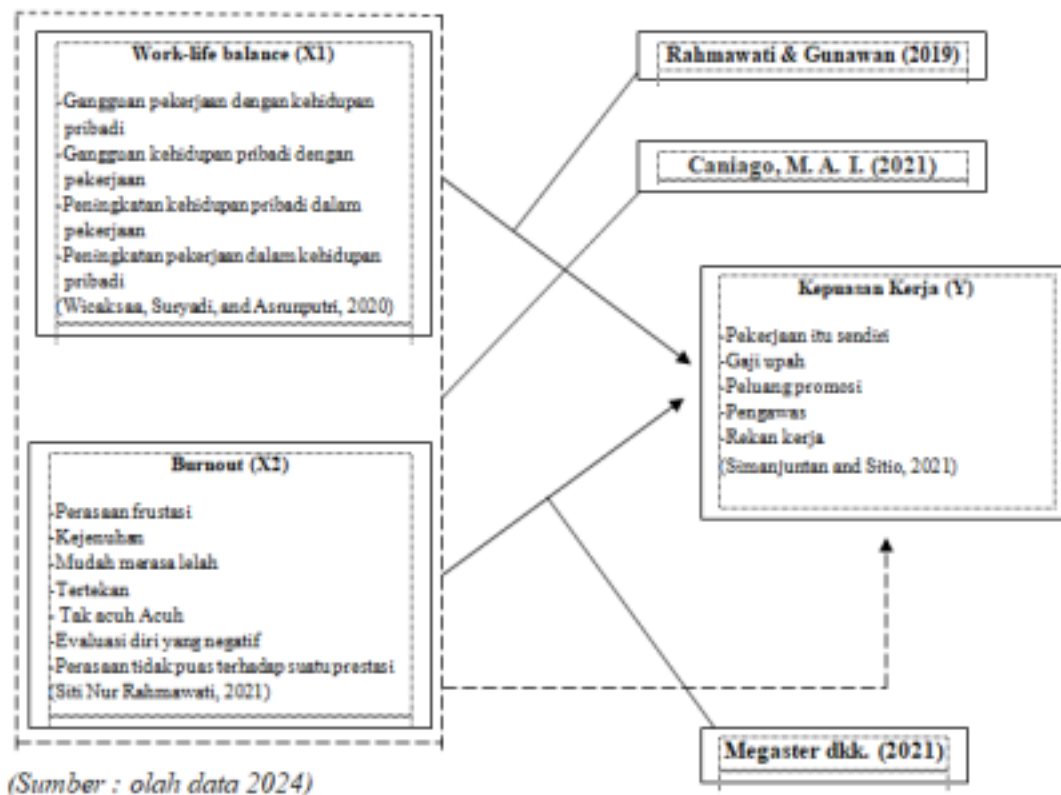 Work-life balance (X1)
-Gangguan pekerjaan dengan kehidupan
pribadi
-Gangguan kehidupan pribadi dengan
pekerjaan
-Peningkatan kehidupan pribadi dalam
pekerjaan
-Peningkatan pekerjaan dalam kehidupan
pribadi
(Wicaksaa, Suryadi, and Asrunputri, 2020)
Burnout (X2)
-Perasaan frustasi
-Kejenuhan
-Mudah merasa lelah
-Tertekan
- Tak acuh Acuh
-Evaluasi diri yang negatif
-Perasaan tidak puas terhadap suatu prestasi
(Siti Nur Rahmawati, 2021)
Rahmawati & Gunawan (2019)
Caniago, M. A. I. (2021)
Kepuasan Kerja (Y)
-Pekerjaan itu sendiri
-Gaji upah
-Peluang promosi
-Pengawas
-Rekan kerja
(Simanjuntan and Sitio, 2021)
Megaster dkk. (2021)
(Sumber : olah data 2024)